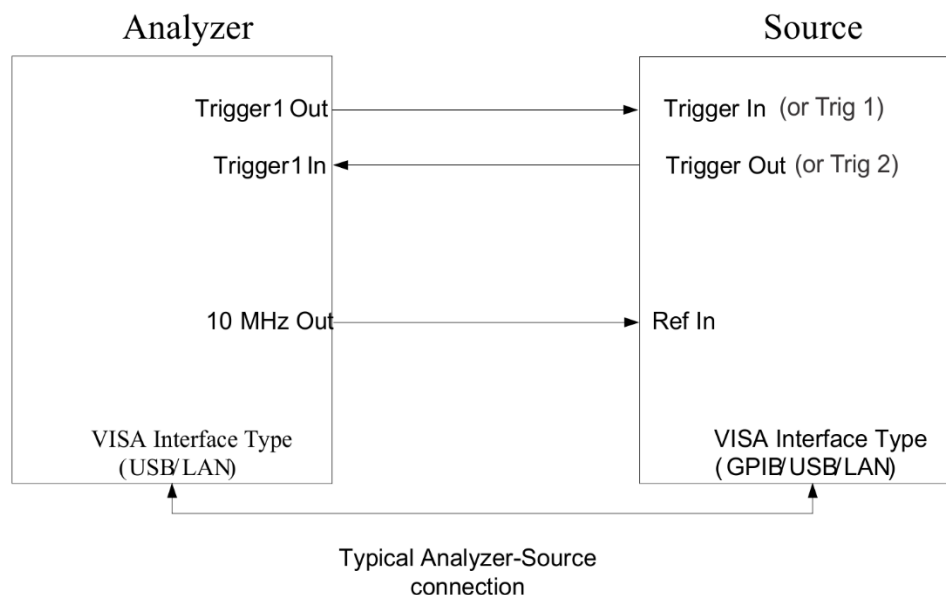 Analyzer
Source
Trigger1 Out
Trigger In (or Trig 1)
Trigger1 In
Trigger Out (or Trig 2)
10 MHz Out
Ref In
VISA Interface Type
(USB/LAN)
VISA Interface Type
(GPIB/USB/LAN)
Typical Analyzer-Source
connection